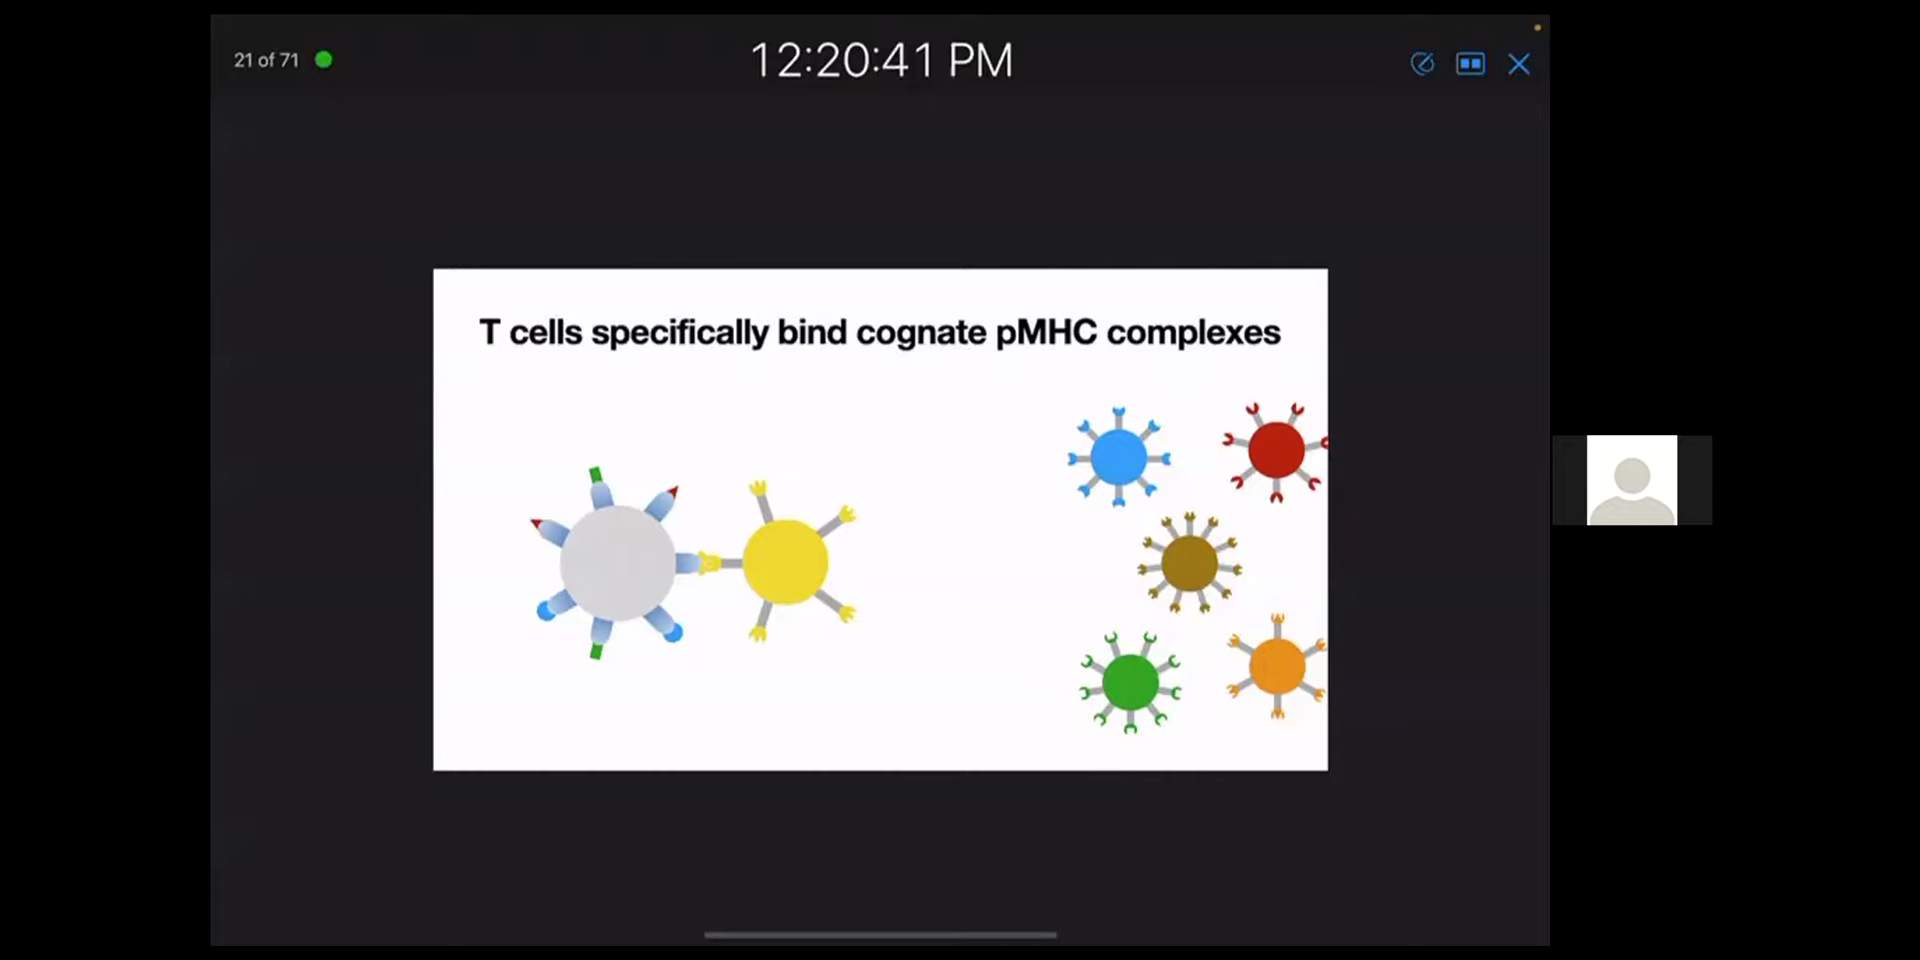 21 of 71
12:20:41 PM
T cells specifically bind cognate pMHC complexes